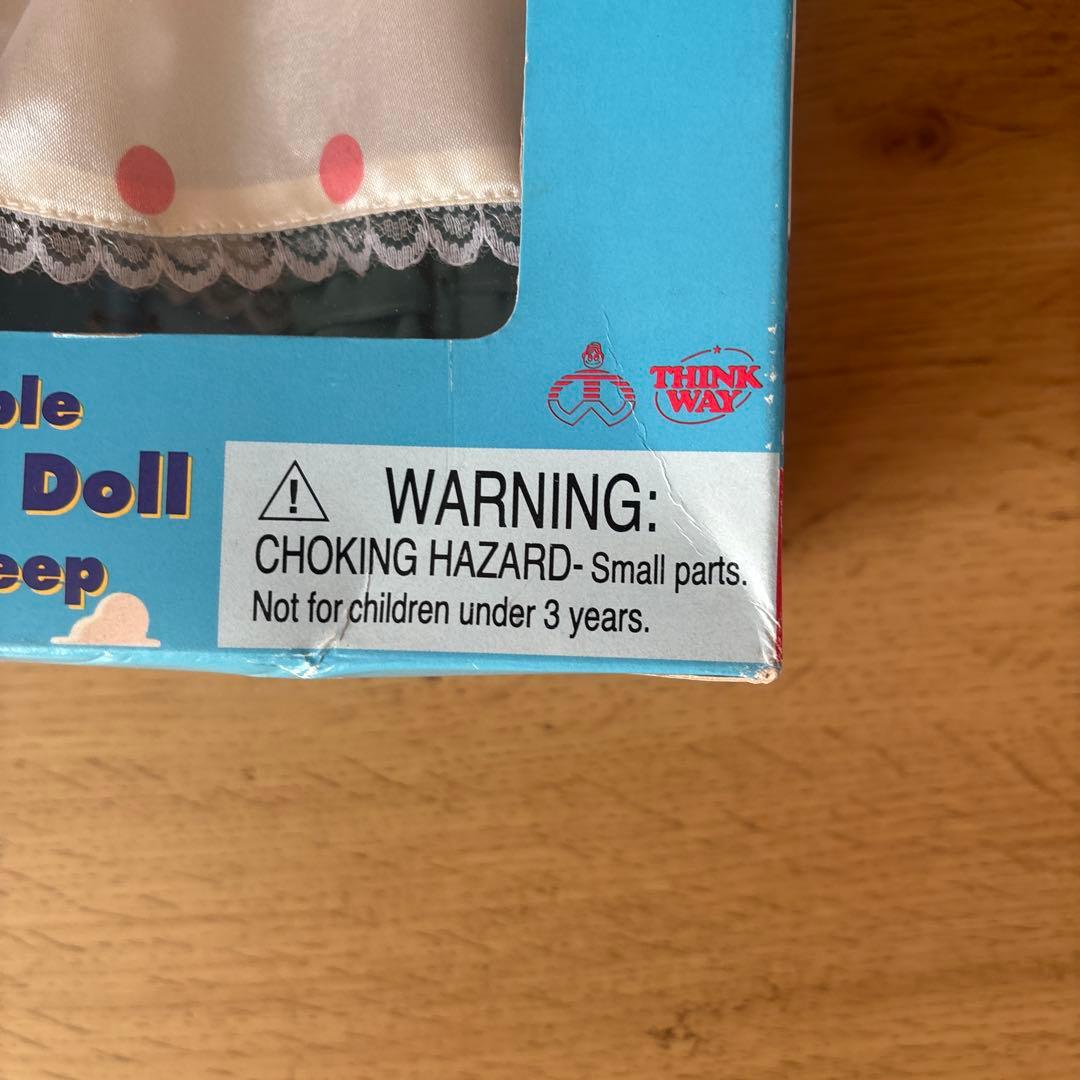 ble
Doll
eep
THINK
WAY
WARNING:
CHOKING HAZARD- Small parts.
Not for children under 3 years.